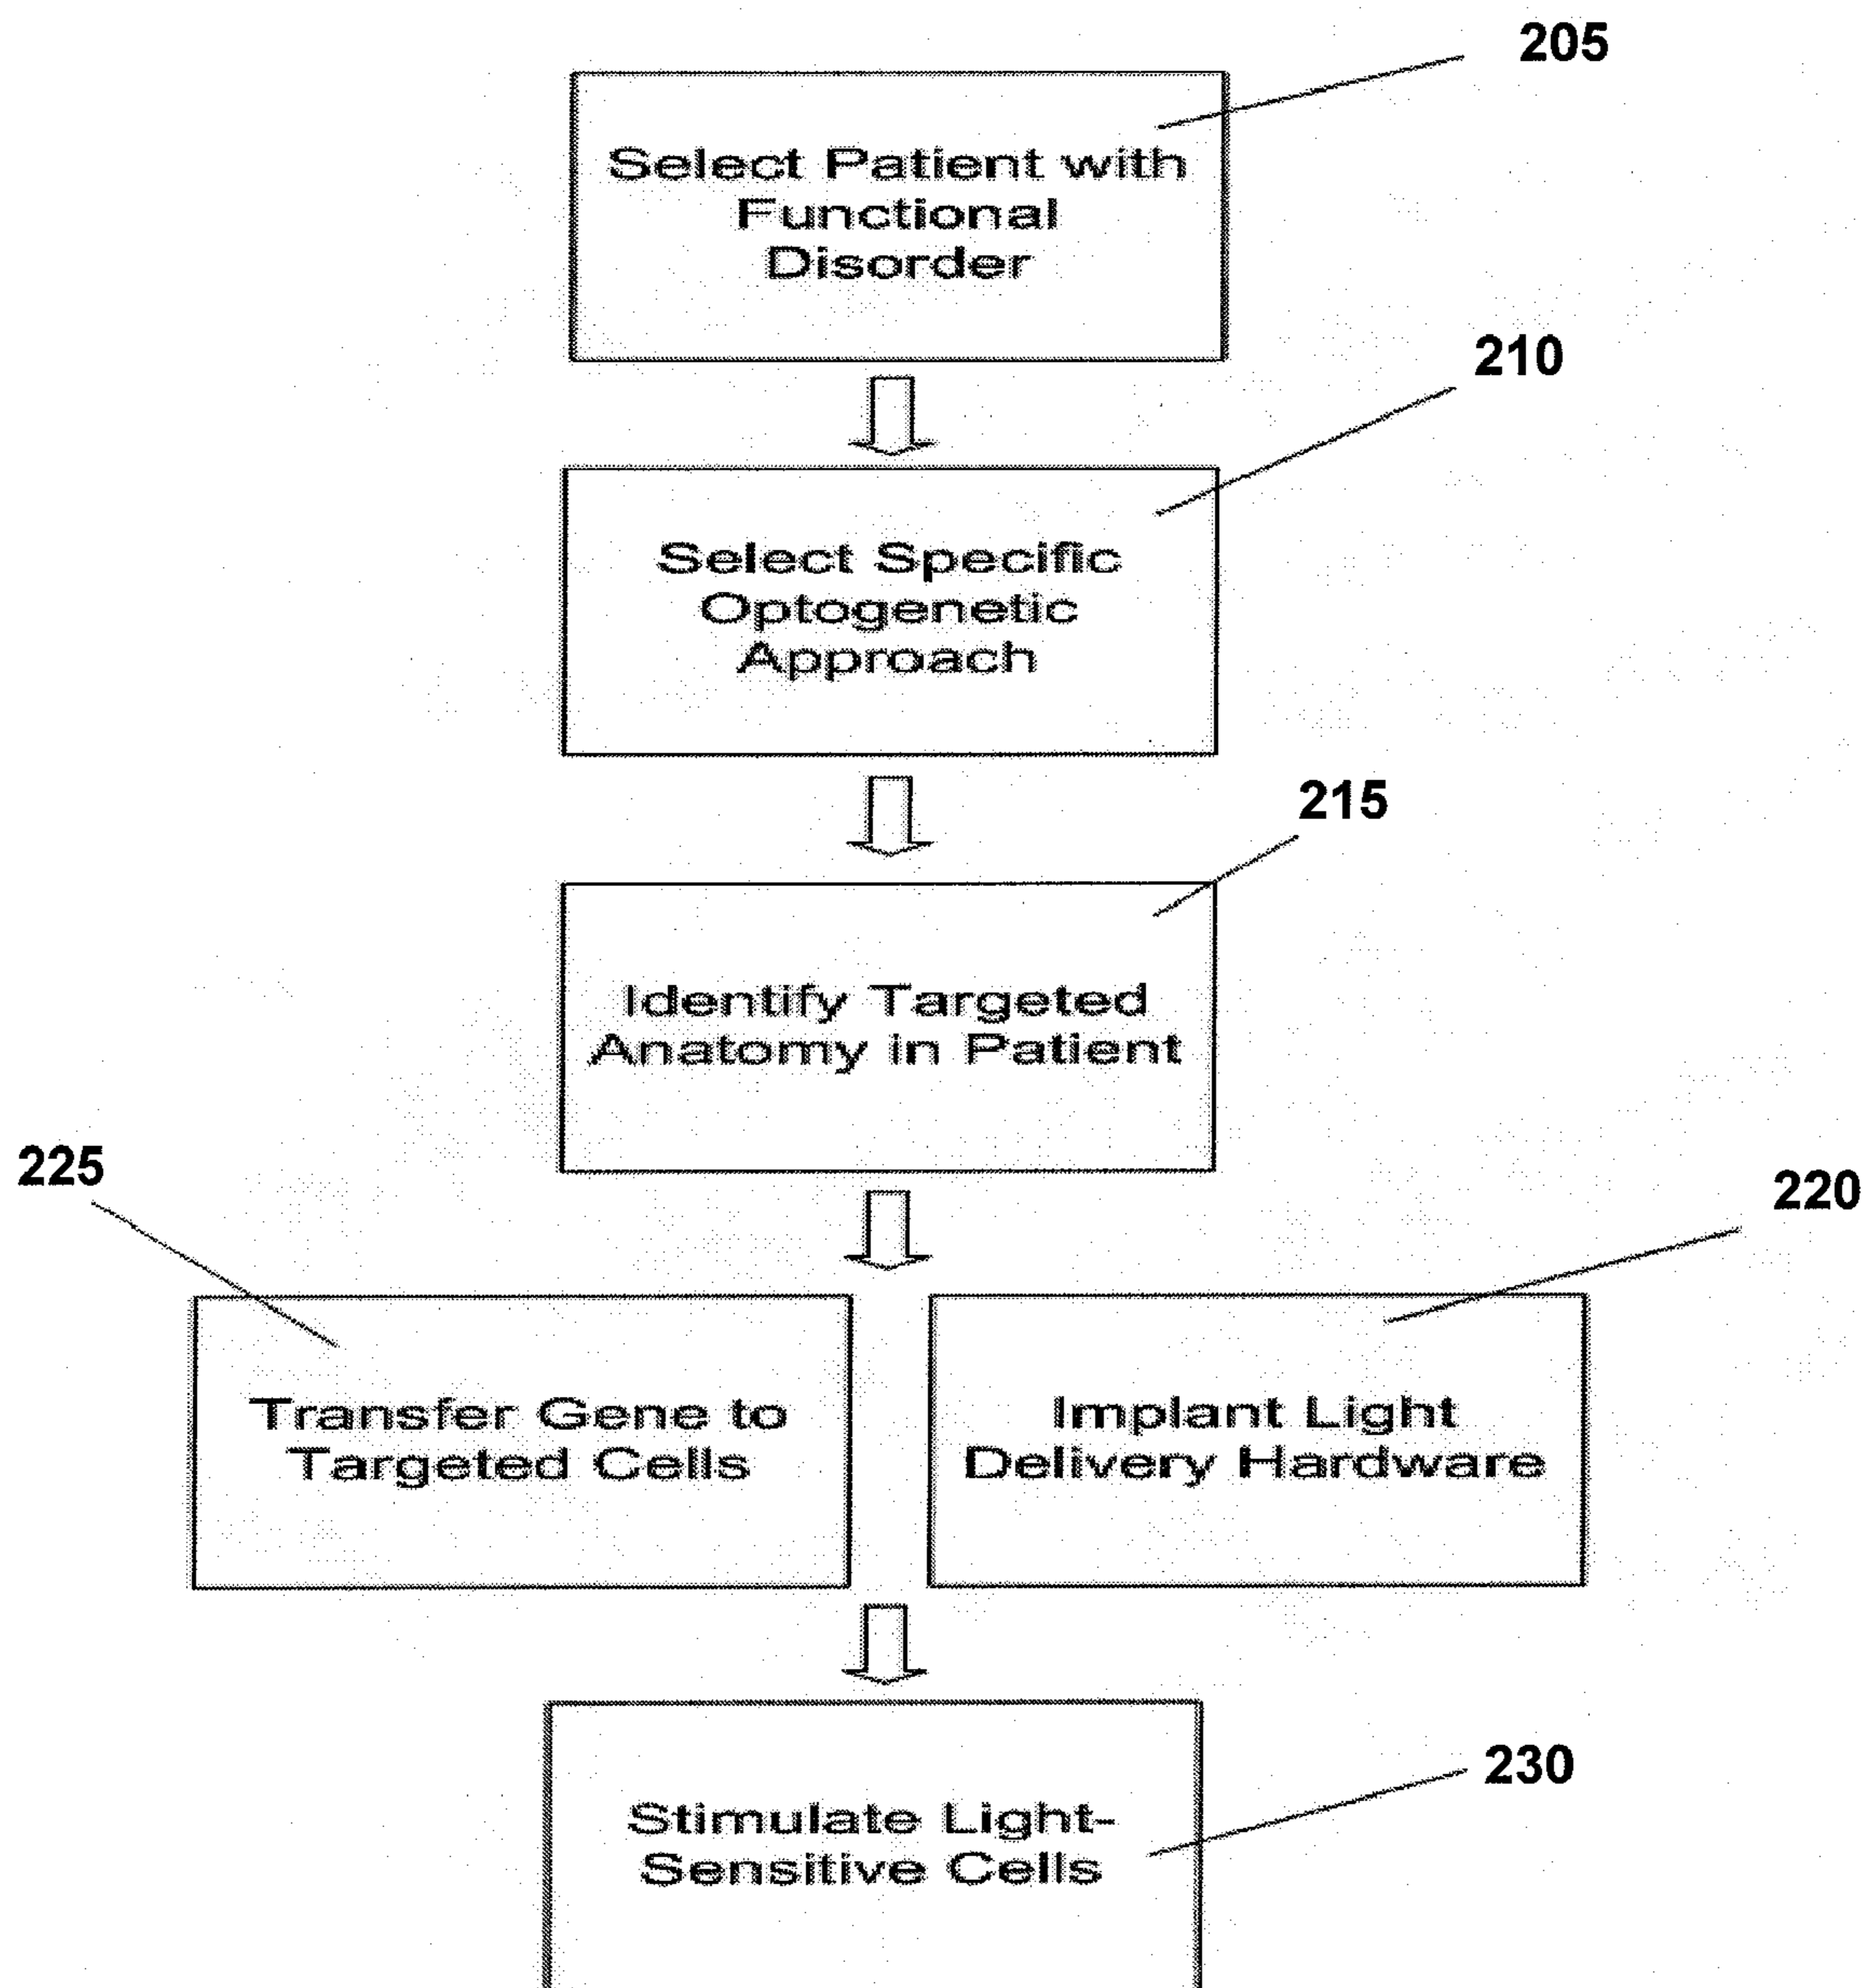 205
Select Patient with
Functional
Disorder
210
Select Specific
Optogenetic
Approach
215
Identify Targeted
Anatomy in Patient
225
220
Transfer Gene to
Targeted Cells
Implant Light
Delivery Hardware
230
Stimulate Light-
Sensitive Cells